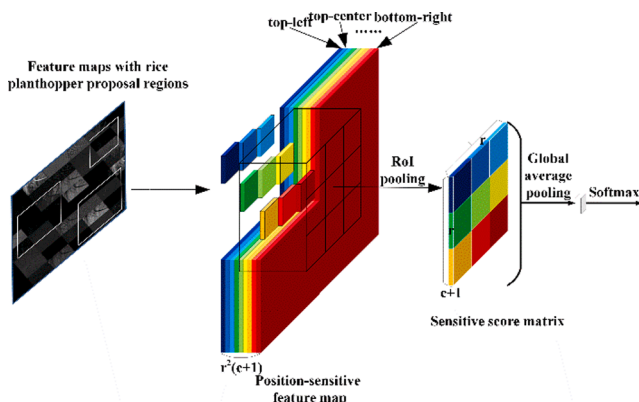 top-center ......
top-left bottom-right
Feature maps with rice
planthopper proposal regions
RoI
pooling
r
r
Global
average
pooling
Softmax
c+1
Sensitive score matrix
r²(c+1)
Position-sensitive
feature map